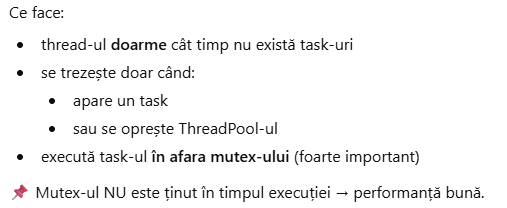 Ce face:
• thread-ul doarme cât timp nu există task-uri
• se trezește doar când:
• apare un task
• sau se oprește ThreadPool-ul
• execută task-ul în afara mutex-ului (foarte important)
📌 Mutex-ul NU este ținut în timpul execuției → performanță bună.